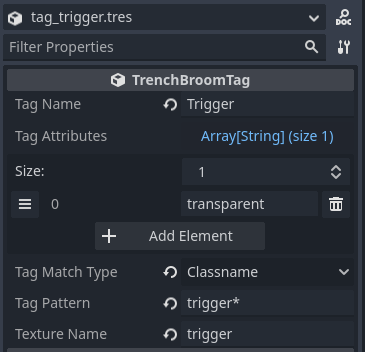 tag_trigger.tres
DOC
Filter Properties
TrenchBroomTag
Tag Name Trigger
Tag Attributes Array[String] (size 1)
Size: 1
0 transparent
+ Add Element
Tag Match Type Classname
Tag Pattern trigger*
Texture Name trigger